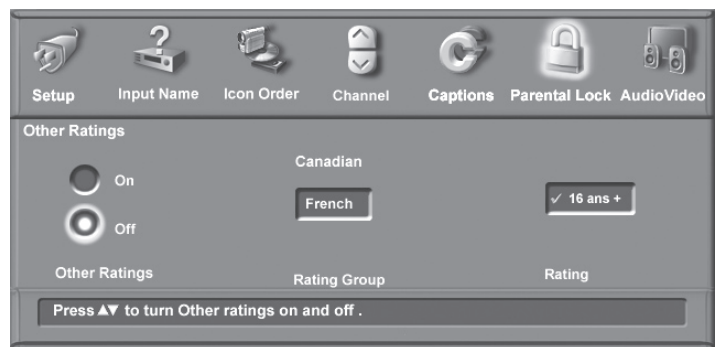 Setup Input Name Icon Order Channel Captions Parental Lock AudioVideo
Other Ratings
Canadian
On
French
✓ 16 ans +
Off
Other Ratings Rating Group Rating
Press ▲▼ to turn Other ratings on and off .